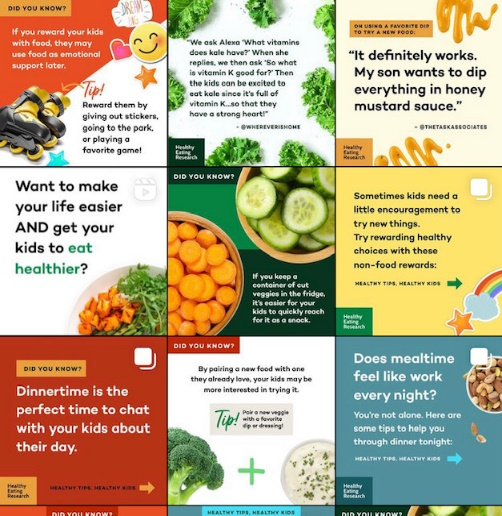 DID YOU KNOW?
If you reward your kids
with food, they may
use food as emotional
support later.
Tip!
Reward them by
giving out stickers,
going to the park,
or playing a
favorite game!
"We ask Alexa 'What vitamins
does kale have?' When she
replies, we then ask 'So what
is vitamin K good for?' Then
the kids can be excited to
eat kale since it's full of
vitamin K...so that they
have a strong heart!"
- @WHEREVERIHOME
Healthy
Eating
Research
ON USING A FAVORITE DIP
TO TRY A NEW FOOD:
"It definitely works.
My son wants to dip
everything in honey
mustard sauce."
- @THETASKASSOCIATES
Healthy
Eating
Research
Want to make
your life easier
AND get your
kids to eat
healthier?
DID YOU KNOW?
If you keep a
container of cut
veggies in the fridge,
it's easier for your
kids to quickly reach
for it as a snack.
Sometimes kids need a
little encouragement to
try new things.
Try rewarding healthy
choices with these
non-food rewards:
HEALTHY TIPS, HEALTHY KIDS
Healthy
Eating
Research
DID YOU KNOW?
Dinnertime is the
perfect time to chat
with your kids about
their day.
Healthy
Eating
Research
HEALTHY TIPS, HEALTHY KIDS
DID YOU KNOW?
By pairing a new food with one
they already love, your kids may be
more interested in trying it.
Tip!
Pair a new veggie
with a favorite
dip or dressing!
Does mealtime
feel like work
every night?
You're not alone. Here are
some tips to help you
through dinner tonight:
HEALTHY TIPS, HEALTHY KIDS
Healthy
Eating
Research
DID YOU KNOW?
HEALTHY TIPS, HEALTHY KIDS
DID YOU KNOW?